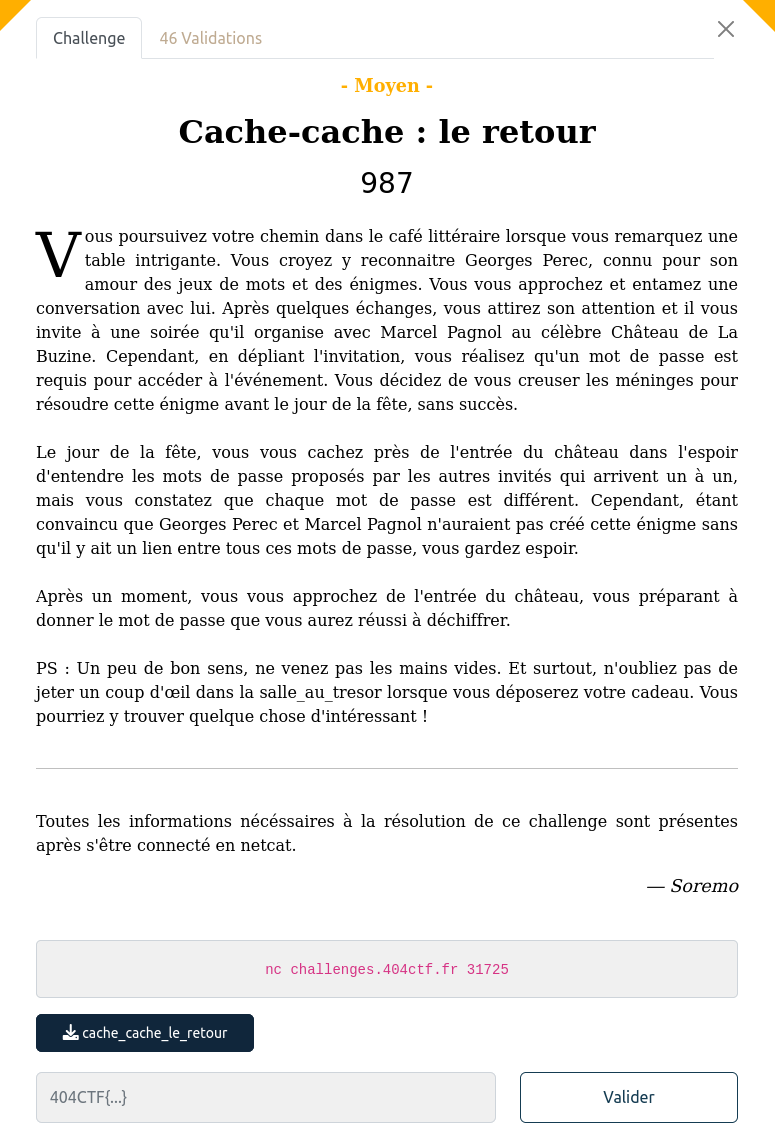 Challenge
46 Validations
- Moyen -
Cache-cache : le retour
987
Vous poursuivez votre chemin dans le café littéraire lorsque vous remarquez une
table intrigante. Vous croyez y reconnaitre Georges Perec, connu pour son
amour des jeux de mots et des énigmes. Vous vous approchez et entamez une
conversation avec lui. Après quelques échanges, vous attirez son attention et il vous
invite à une soirée qu'il organise avec Marcel Pagnol au célèbre Château de La
Buzine. Cependant, en dépliant l'invitation, vous réalisez qu'un mot de passe est
requis pour accéder à l'événement. Vous décidez de vous creuser les méninges pour
résoudre cette énigme avant le jour de la fête, sans succès.
Le jour de la fête, vous vous cachez près de l'entrée du château dans l'espoir
d'entendre les mots de passe proposés par les autres invités qui arrivent un à un,
mais vous constatez que chaque mot de passe est différent. Cependant, étant
convaincu que Georges Perec et Marcel Pagnol n'auraient pas créé cette énigme sans
qu'il y ait un lien entre tous ces mots de passe, vous gardez espoir.
Après un moment, vous vous approchez de l'entrée du château, vous préparant à
donner le mot de passe que vous aurez réussi à déchiffrer.
PS : Un peu de bon sens, ne venez pas les mains vides. Et surtout, n'oubliez pas de
jeter un coup d'œil dans la salle_au_tresor lorsque vous déposerez votre cadeau. Vous
pourriez y trouver quelque chose d'intéressant !
Toutes les informations nécéssaires à la résolution de ce challenge sont présentes
après s'être connecté en netcat.
— Soremo
nc challenges.404ctf.fr 31725
cache_cache_le_retour
404CTF{...}
Valider